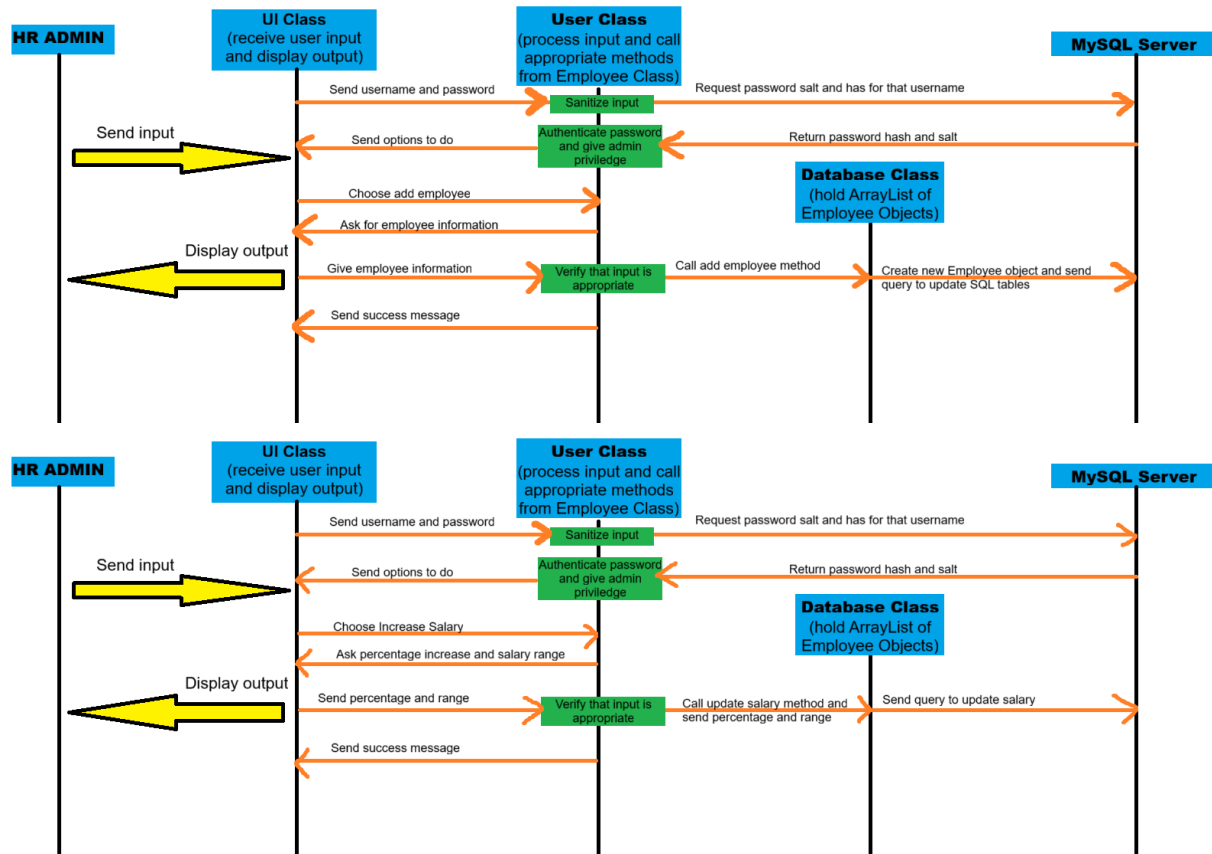 HR ADMIN
UI Class
(receive user input
and display output)
User Class
(process input and call
appropriate methods
from Employee Class)
MySQL Server
Send username and password
Sanitize input
Request password salt and has for that username
Send input
Send options to do
Authenticate password
and give admin
priviledge
Return password hash and salt
Database Class
(hold ArrayList of
Employee Objects)
Choose add employee
Ask for employee information
Display output
Give employee information
Verify that input is
appropriate
Call add employee method
Create new Employee object and send
query to update SQL tables
Send success message
HR ADMIN
UI Class
(receive user input
and display output)
User Class
(process input and call
appropriate methods
from Employee Class)
MySQL Server
Send username and password
Sanitize input
Request password salt and has for that username
Send input
Send options to do
Authenticate password
and give admin
priviledge
Return password hash and salt
Database Class
(hold ArrayList of
Employee Objects)
Choose Increase Salary
Ask percentage increase and salary range
Display output
Send percentage and range
Verify that input is
appropriate
Call update salary method and
send percentage and range
Send query to update salary
Send success message